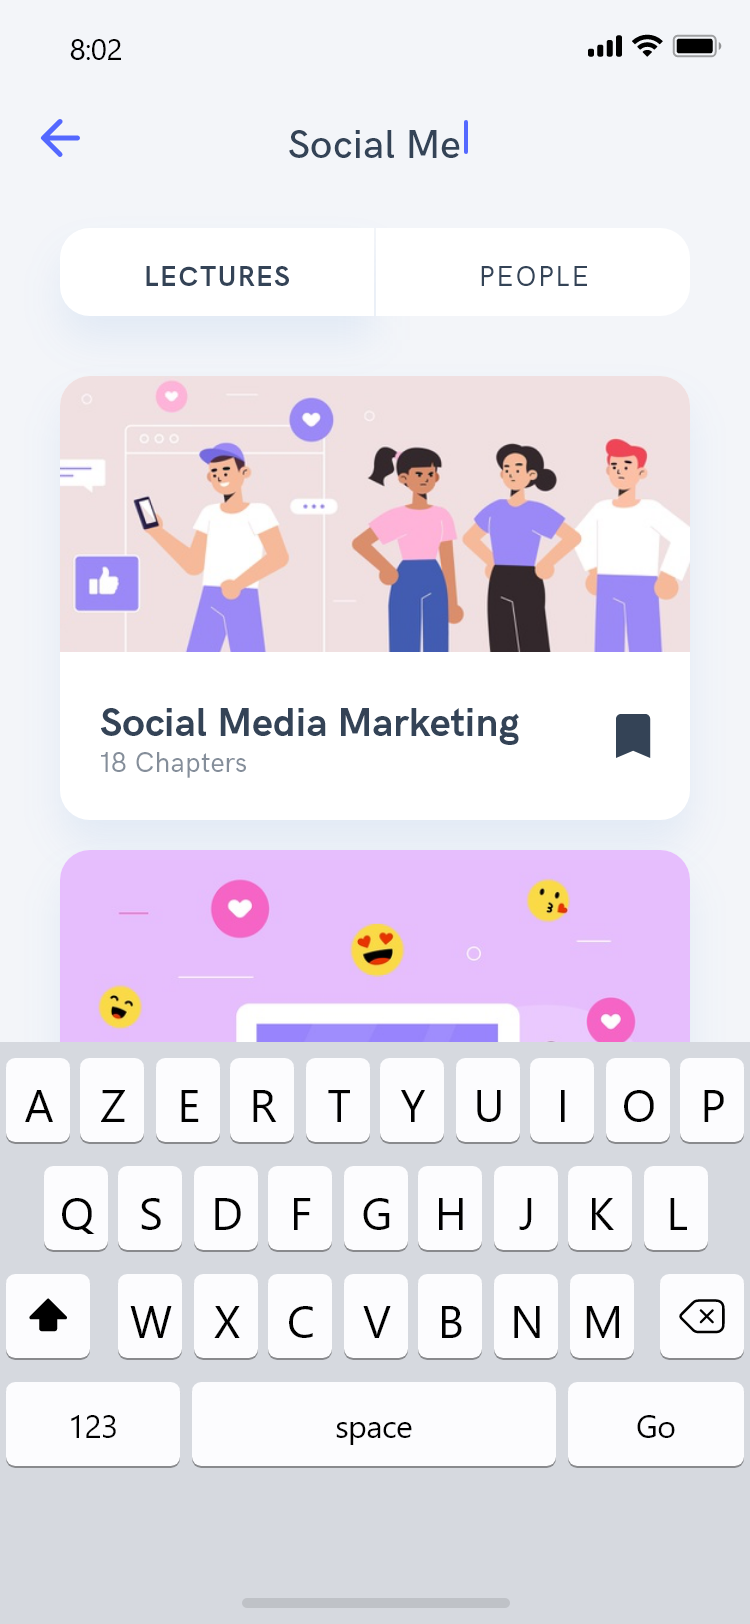 8:02
Social Me
LECTURES
PEOPLE
Social Media Marketing
18 Chapters
A Z E R T Y U I O P
Q S D F G H J K L
W X C V B N M
123 space Go